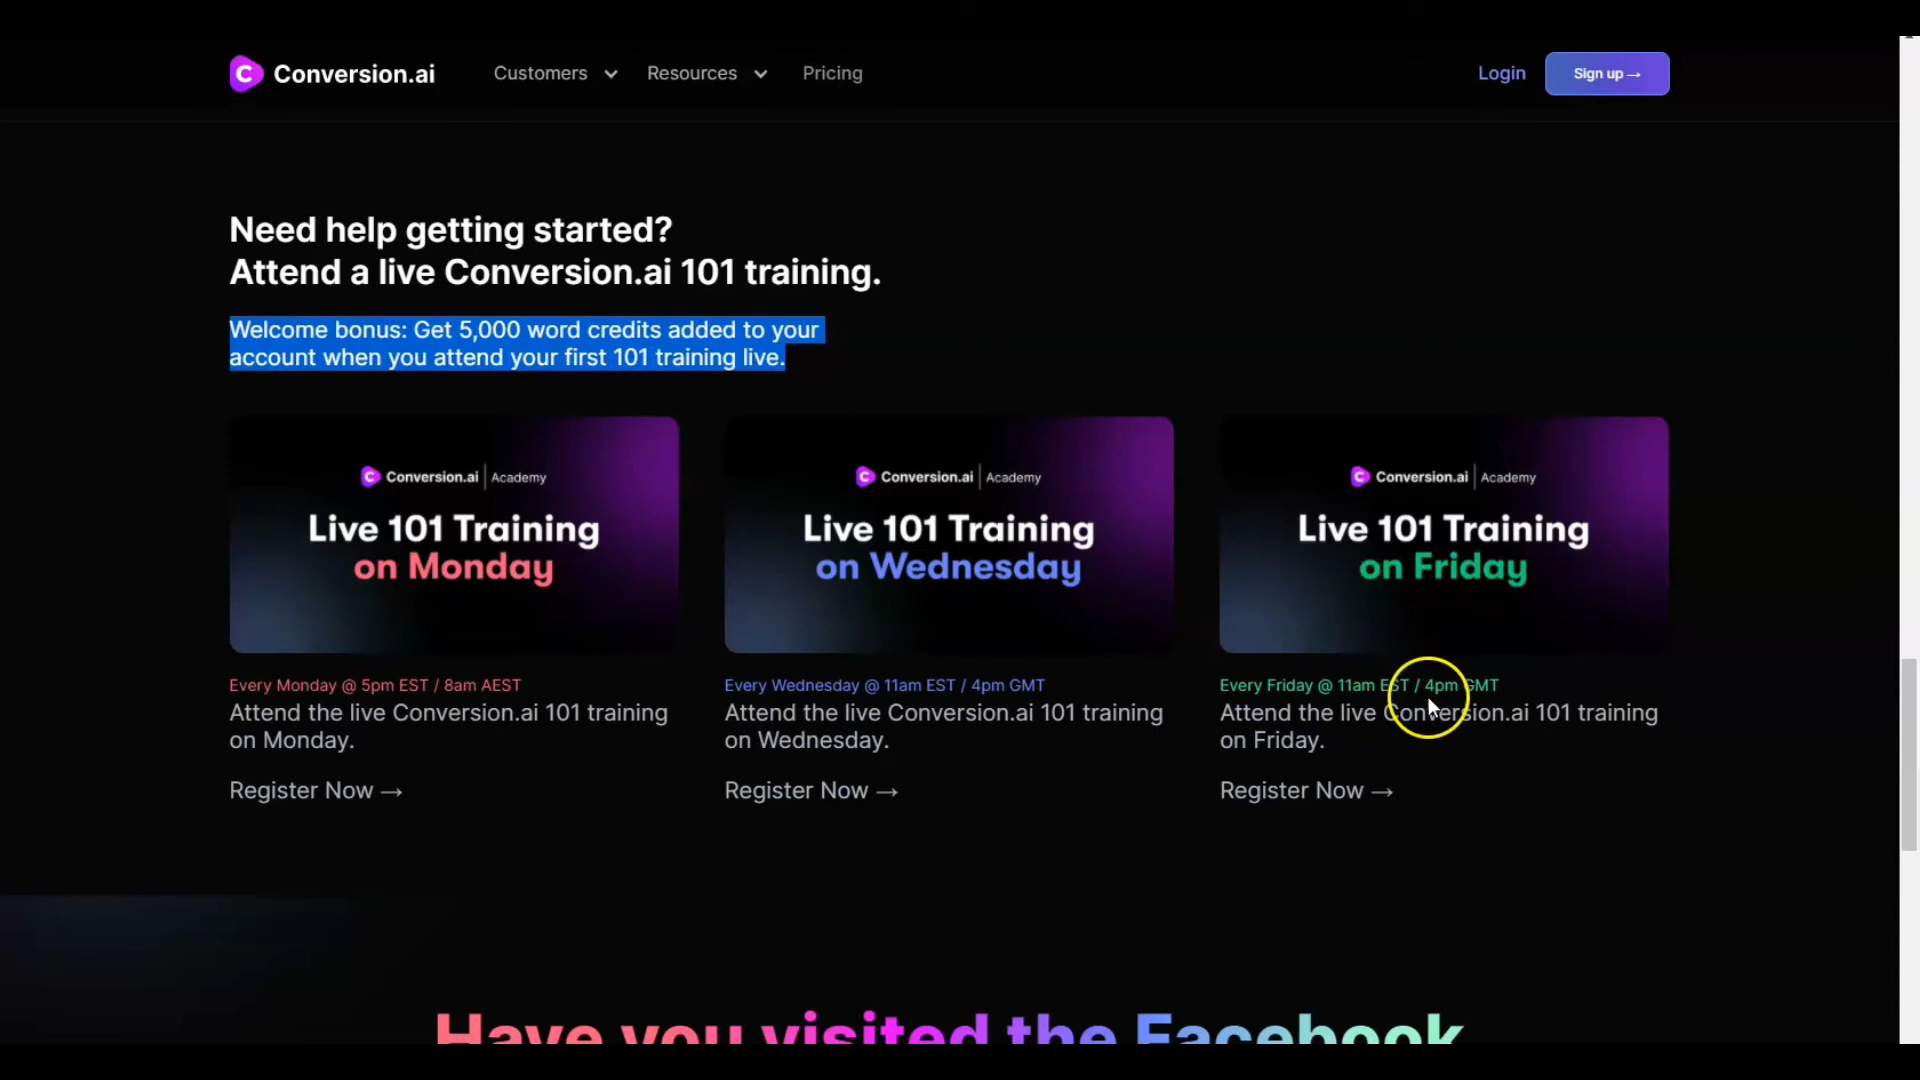 Conversion.ai Customers Resources Pricing Login Sign up →
Need help getting started?
Attend a live Conversion.ai 101 training.
Welcome bonus: Get 5,000 word credits added to your
account when you attend your first 101 training live.
Conversion.ai | Academy
Live 101 Training
on Monday
Every Monday @ 5pm EST / 8am AEST
Attend the live Conversion.ai 101 training
on Monday.
Register Now →
Conversion.ai | Academy
Live 101 Training
on Wednesday
Every Wednesday @ 11am EST / 4pm GMT
Attend the live Conversion.ai 101 training
on Wednesday.
Register Now →
Conversion.ai | Academy
Live 101 Training
on Friday
Every Friday @ 11am EST / 4pm GMT
Attend the live Conversion.ai 101 training
on Friday.
Register Now →
Have you visited the Facebook